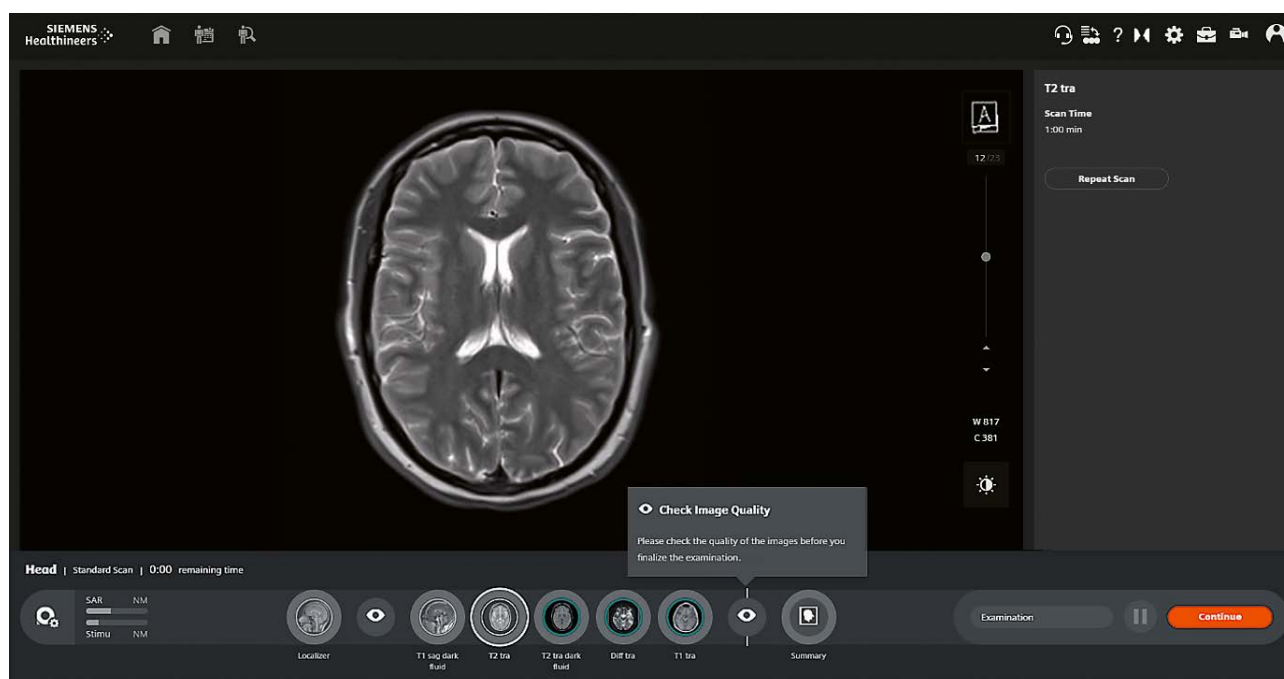 SIEMENS
Healthineers
?
T2 tra
Scan Time
1:00 min
Repeat Scan
A
12/23
W 817
C 381
Check Image Quality
Please check the quality of the images before you
finalize the examination.
Head | Standard Scan | 0:00 remaining time
SAR NM
Stimu NM
Localizer
T1 sag dark
fluid
T2 tra
T2 tra dark
fluid
Diff tra
T1 tra
Summary
Examination
Continue